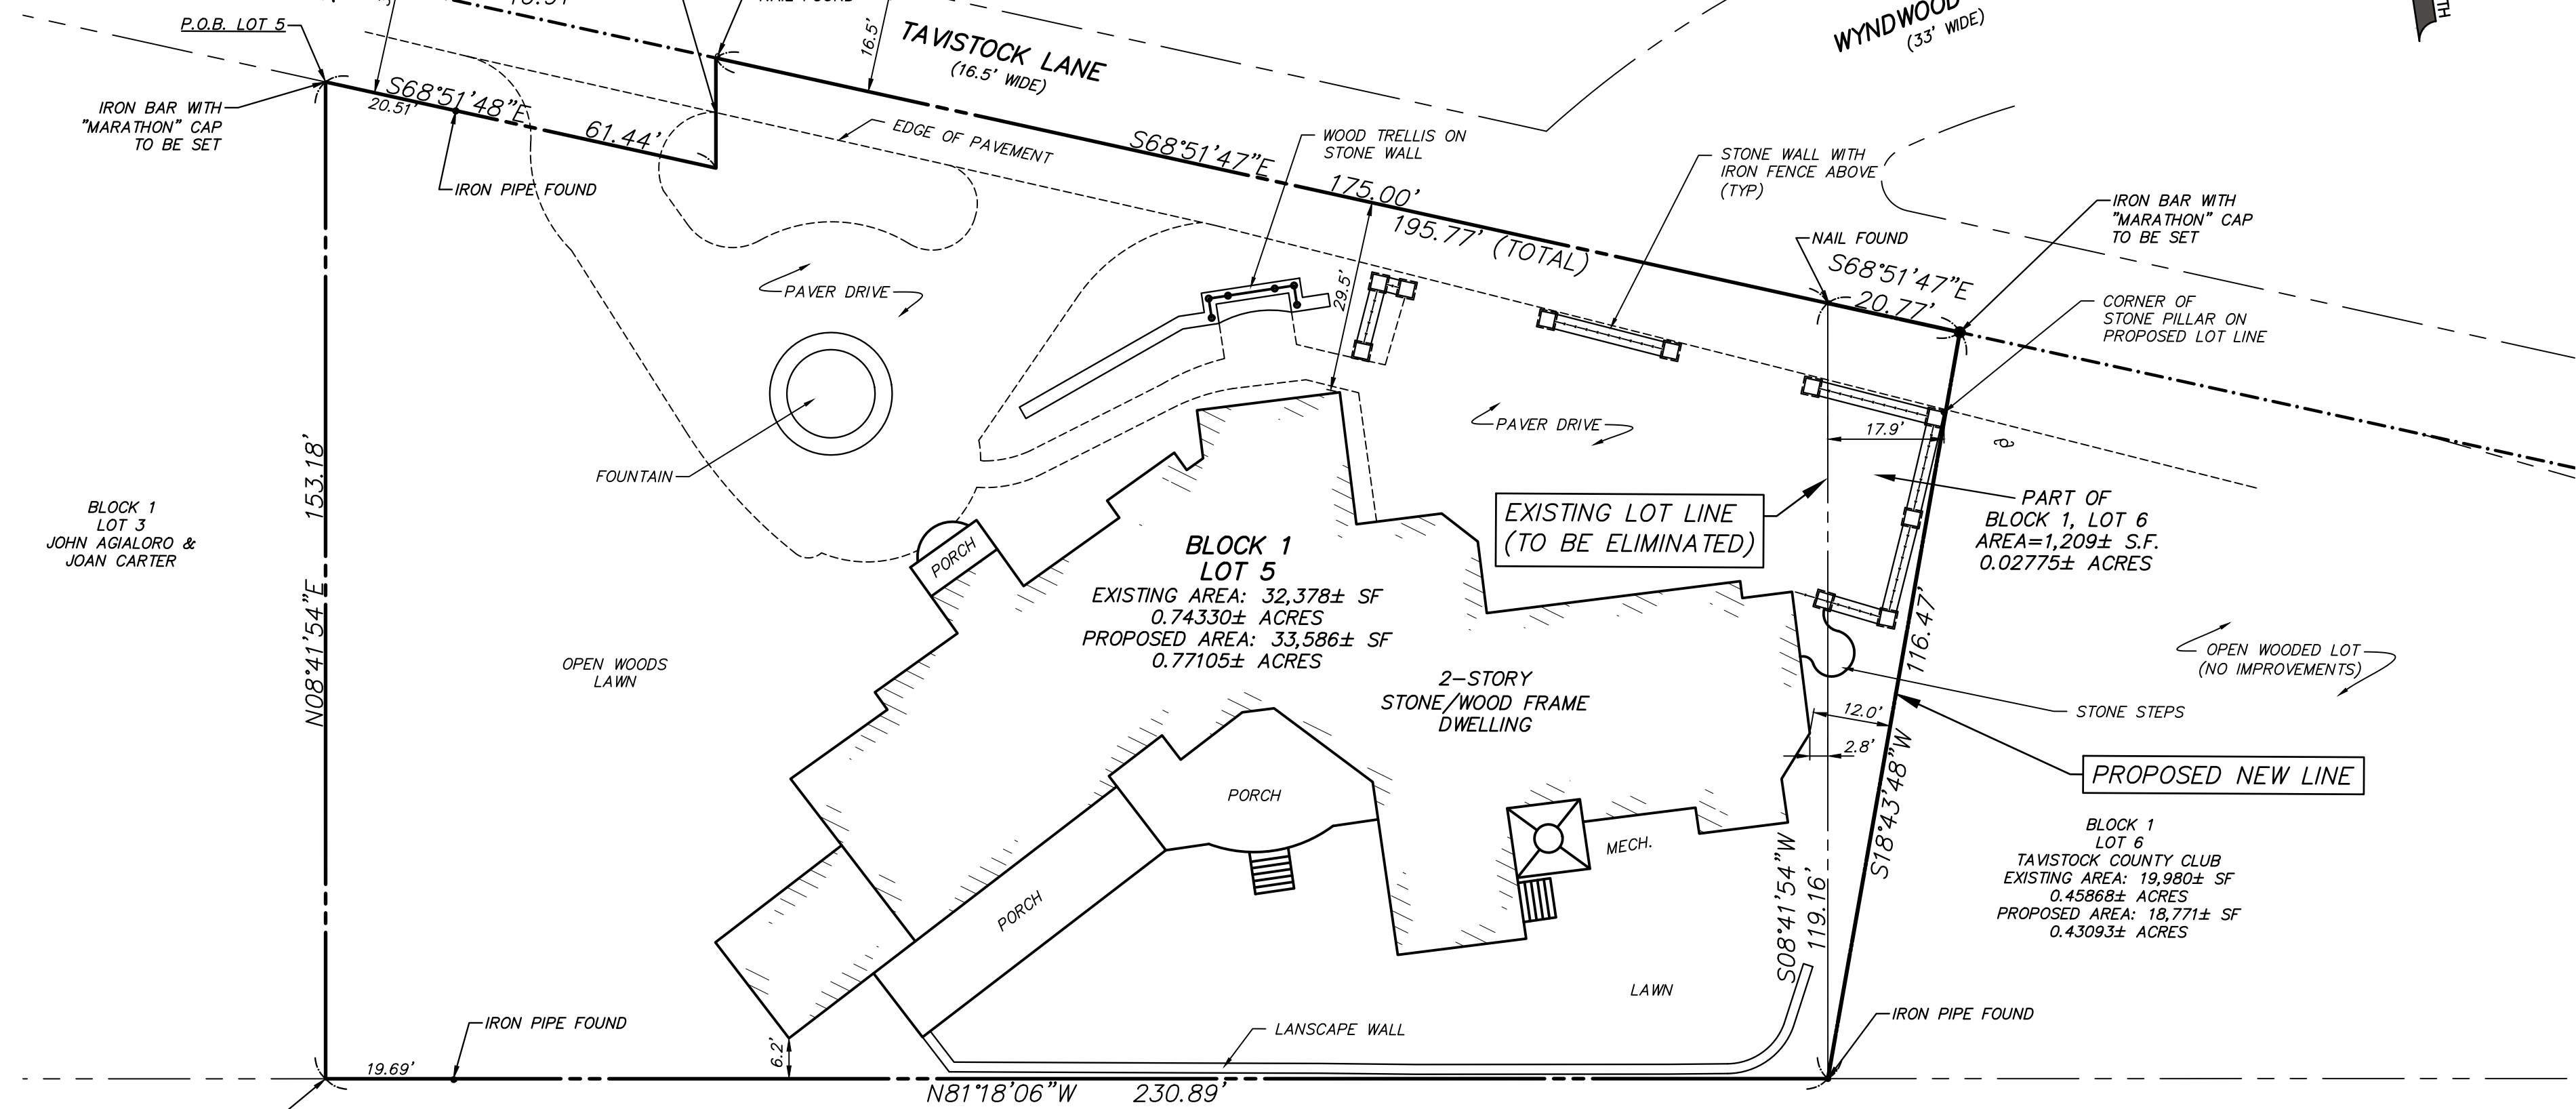 P.O.B. LOT 5
NAIL FOUND
16.5'
TAVISTOCK LANE
(16.5' WIDE)
WYNDWOOD
(33' WIDE)
TH
IRON BAR WITH
"MARATHON" CAP
TO BE SET
S68°51'48"E
20.51'
61.44'
IRON PIPE FOUND
EDGE OF PAVEMENT
S68°51'47"E
175.00'
195.77' (TOTAL)
WOOD TRELLIS ON
STONE WALL
STONE WALL WITH
IRON FENCE ABOVE
(TYP)
NAIL FOUND
S68°51'47"E
20.77'
IRON BAR WITH
"MARATHON" CAP
TO BE SET
CORNER OF
STONE PILLAR ON
PROPOSED LOT LINE
PAVER DRIVE
29.5'
PAVER DRIVE
17.9'
FOUNTAIN
153.18'
N08°41'54"E
BLOCK 1
LOT 3
JOHN AGIALORO &
JOAN CARTER
OPEN WOODS
LAWN
PORCH
BLOCK 1
LOT 5
EXISTING AREA: 32,378± SF
0.74330± ACRES
PROPOSED AREA: 33,586± SF
0.77105± ACRES
EXISTING LOT LINE
(TO BE ELIMINATED)
PART OF
BLOCK 1, LOT 6
AREA=1,209± S.F.
0.02775± ACRES
116.47'
OPEN WOODED LOT
(NO IMPROVEMENTS)
2-STORY
STONE/WOOD FRAME
DWELLING
STONE STEPS
12.0'
2.8'
S18°43'48"W
PROPOSED NEW LINE
PORCH
MECH.
BLOCK 1
LOT 6
TAVISTOCK COUNTY CLUB
EXISTING AREA: 19,980± SF
0.45868± ACRES
PROPOSED AREA: 18,771± SF
0.43093± ACRES
S08°41'54"W
119.16'
PORCH
LAWN
IRON PIPE FOUND
LANSCAPE WALL
6.2'
IRON PIPE FOUND
19.69'
N81°18'06"W 230.89'